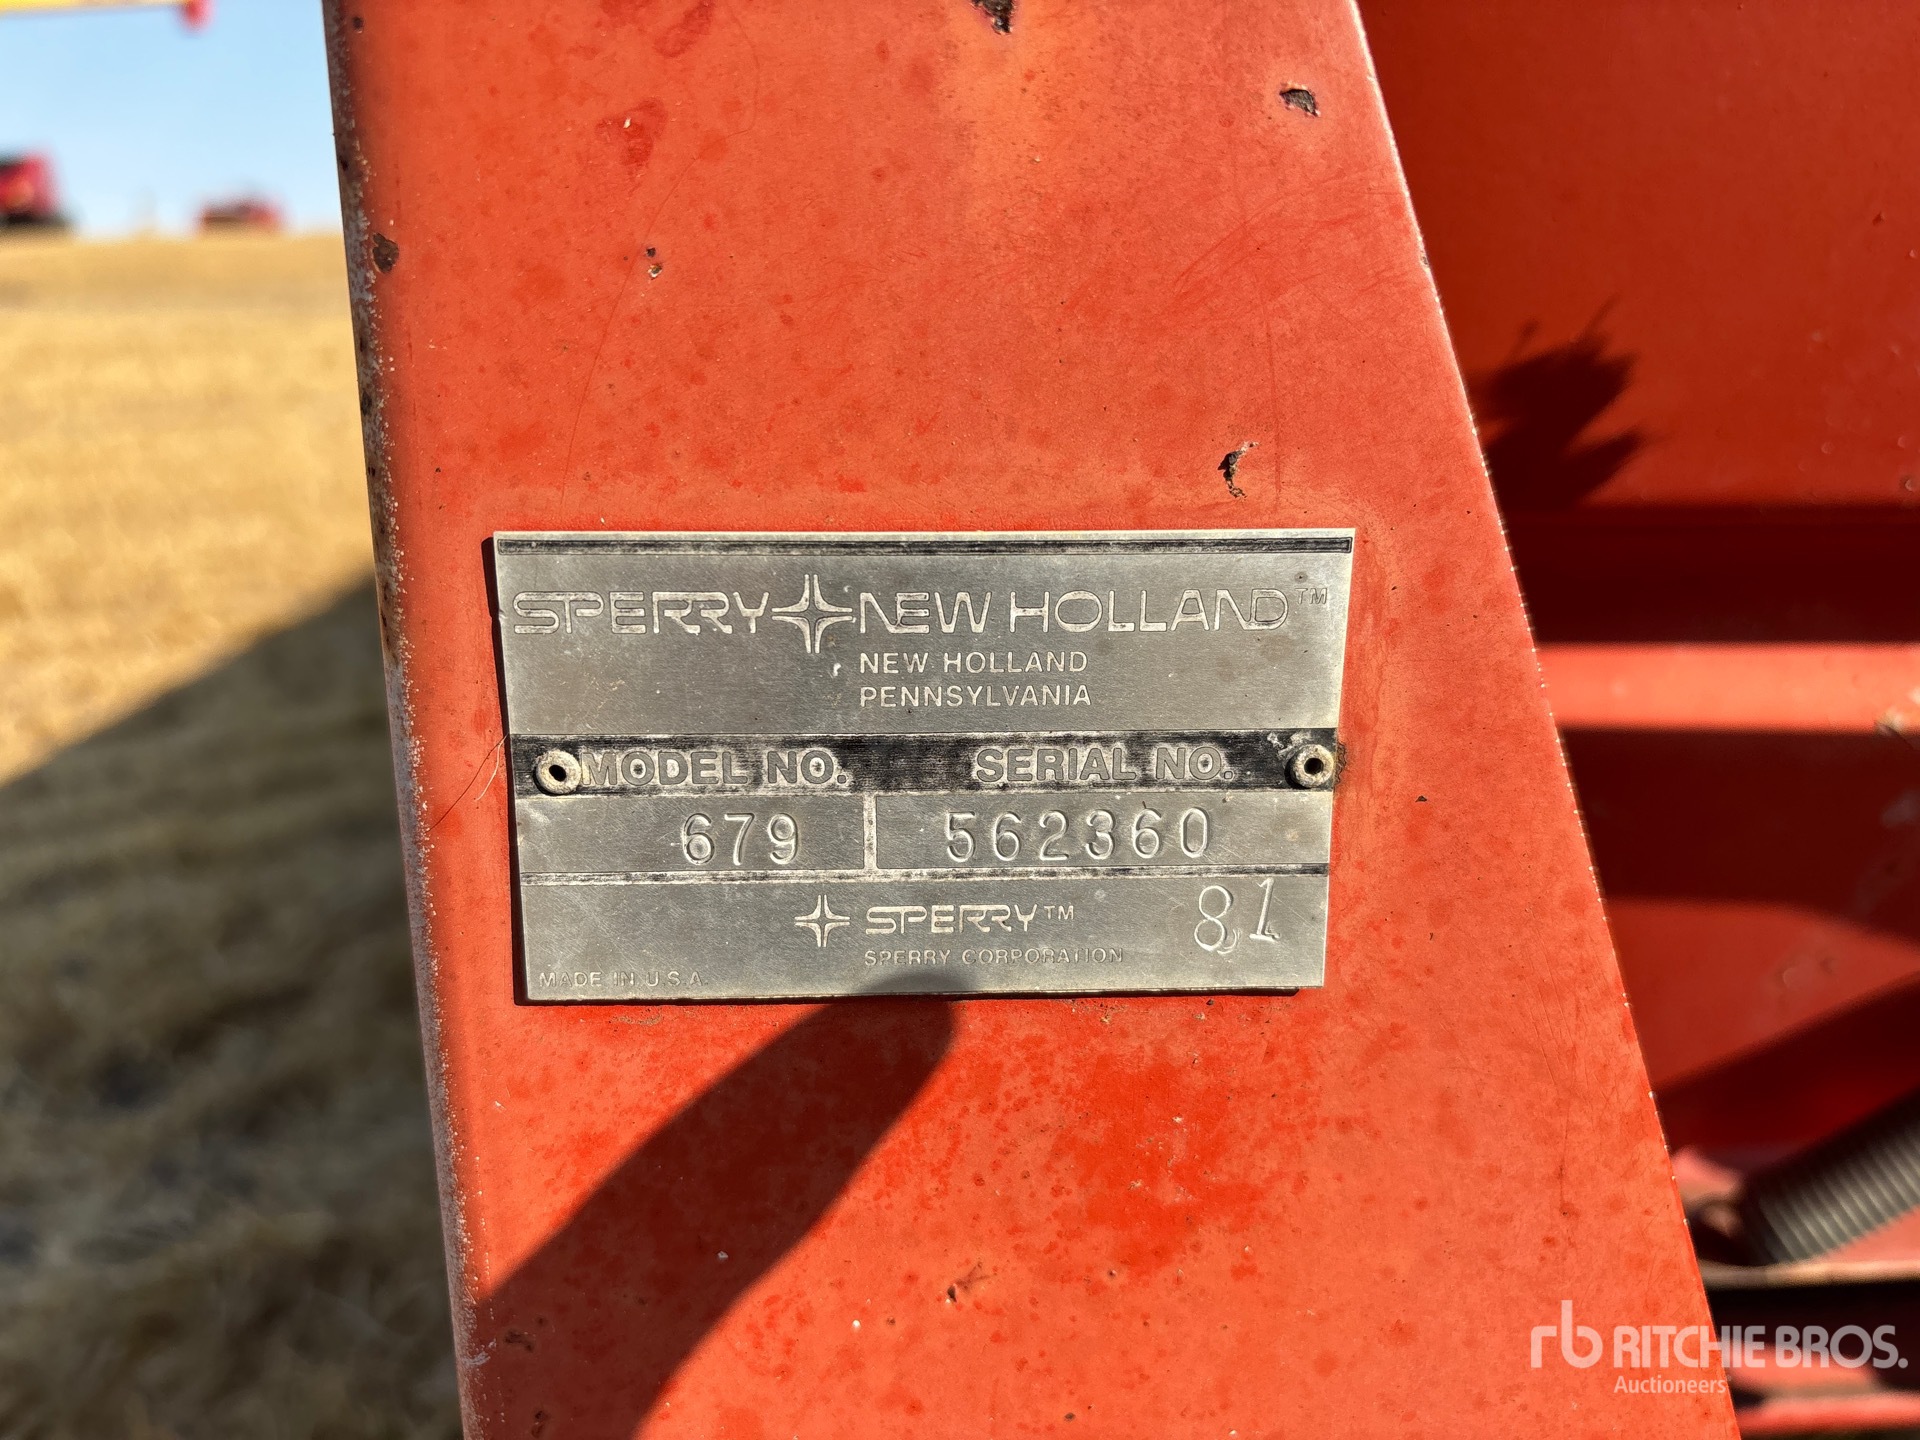 SPERRY NEW HOLLAND™
NEW HOLLAND
PENNSYLVANIA
MODEL NO. SERIAL NO.
679 562360
SPERRY™ 81
SPERRY CORPORATION
MADE IN U.S.A.
rb RITCHIE BROS.
Auctioneers